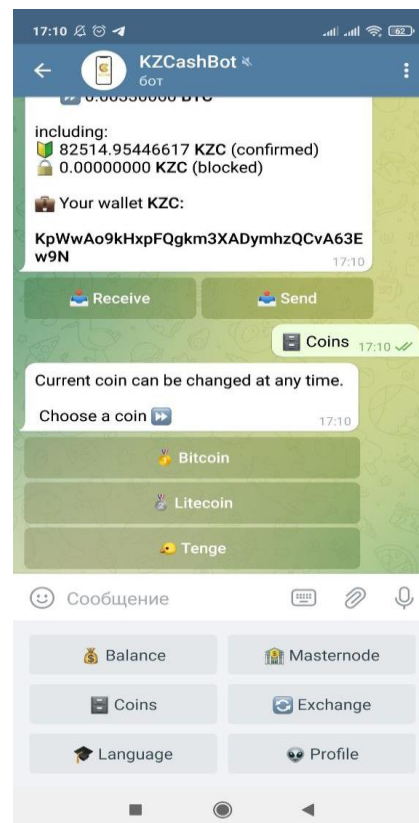 17:10
62
KZCashBot
бот
BTC
including:
82514.95446617 KZC (confirmed)
0.00000000 KZC (blocked)
Your wallet KZC:
KpWwAo9kHxpFQgkm3XADymhzQCvA63E
w9N
17:10
Receive
Send
Coins 17:10
Current coin can be changed at any time.
Choose a coin
17:10
Bitcoin
Litecoin
Tenge
Сообщение
Balance
Masternode
Coins
Exchange
Language
Profile